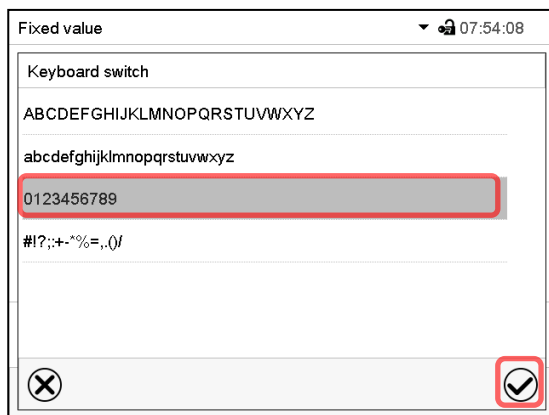 Fixed value 07:54:08
Keyboard switch
ABCDEFGHIJKLMNOPQRSTUVWXYZ
abcdefghijklmnopqrstuvwxyz
0123456789
#!?;:+-*%=,.()/